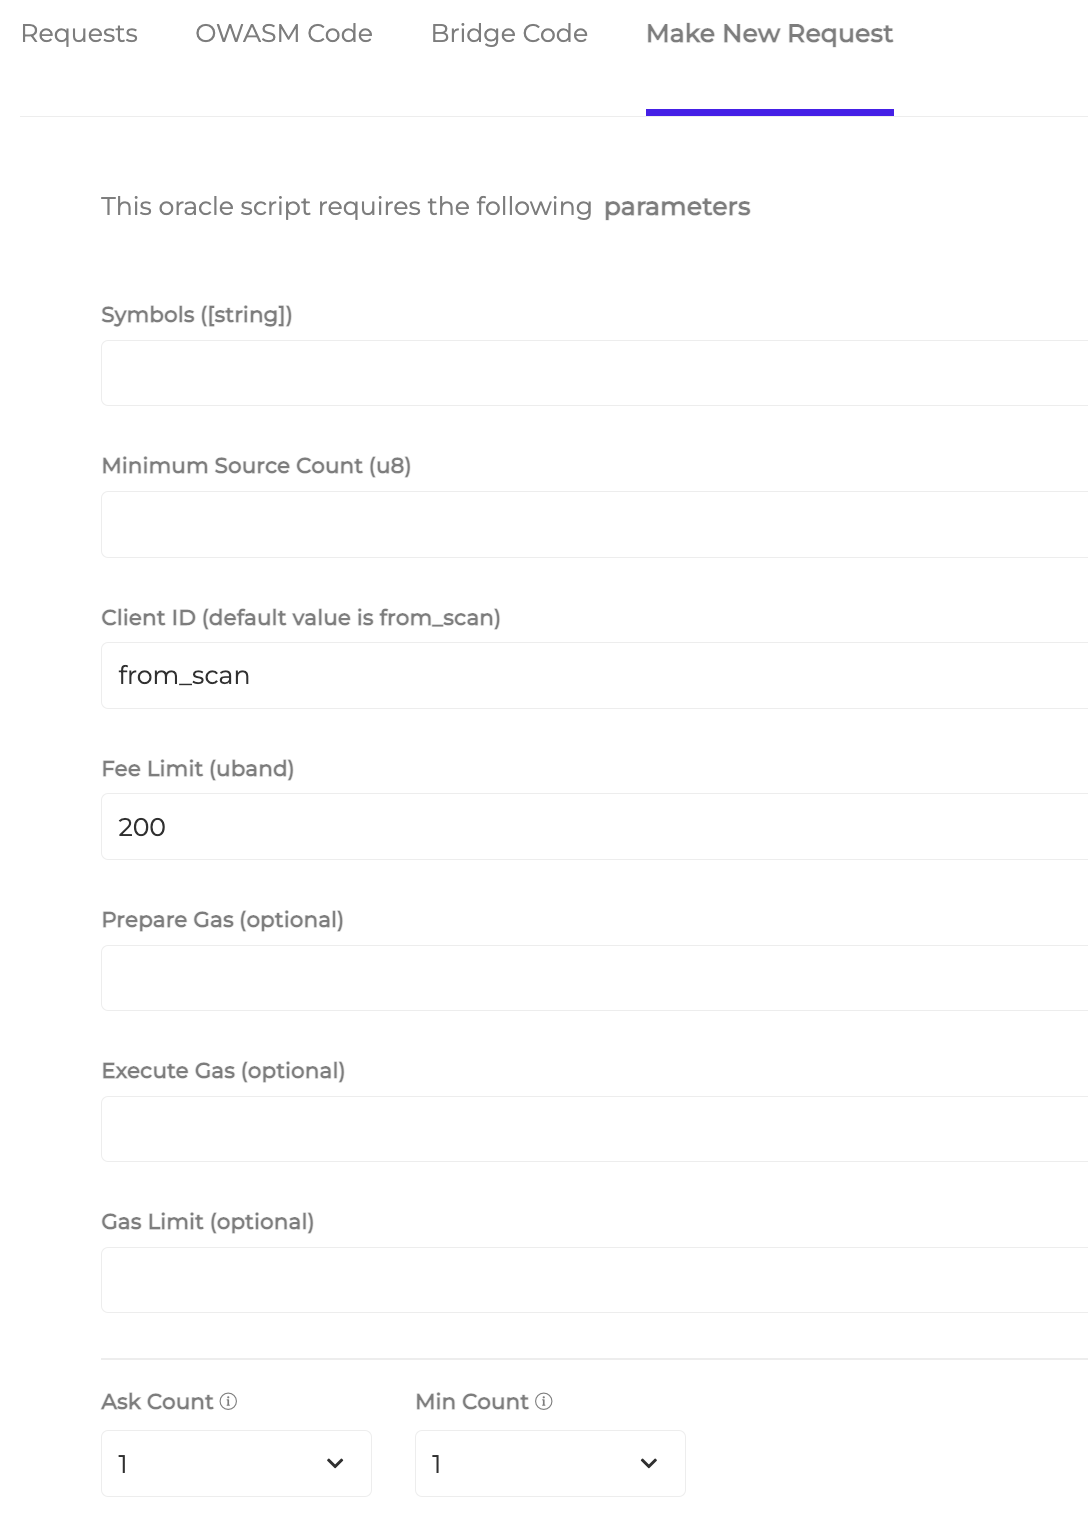 Requests OWASM Code Bridge Code Make New Request
This oracle script requires the following parameters
Symbols ([string])
Minimum Source Count (u8)
Client ID (default value is from_scan)
from_scan
Fee Limit (uband)
200
Prepare Gas (optional)
Execute Gas (optional)
Gas Limit (optional)
Ask Count Min Count
1 1